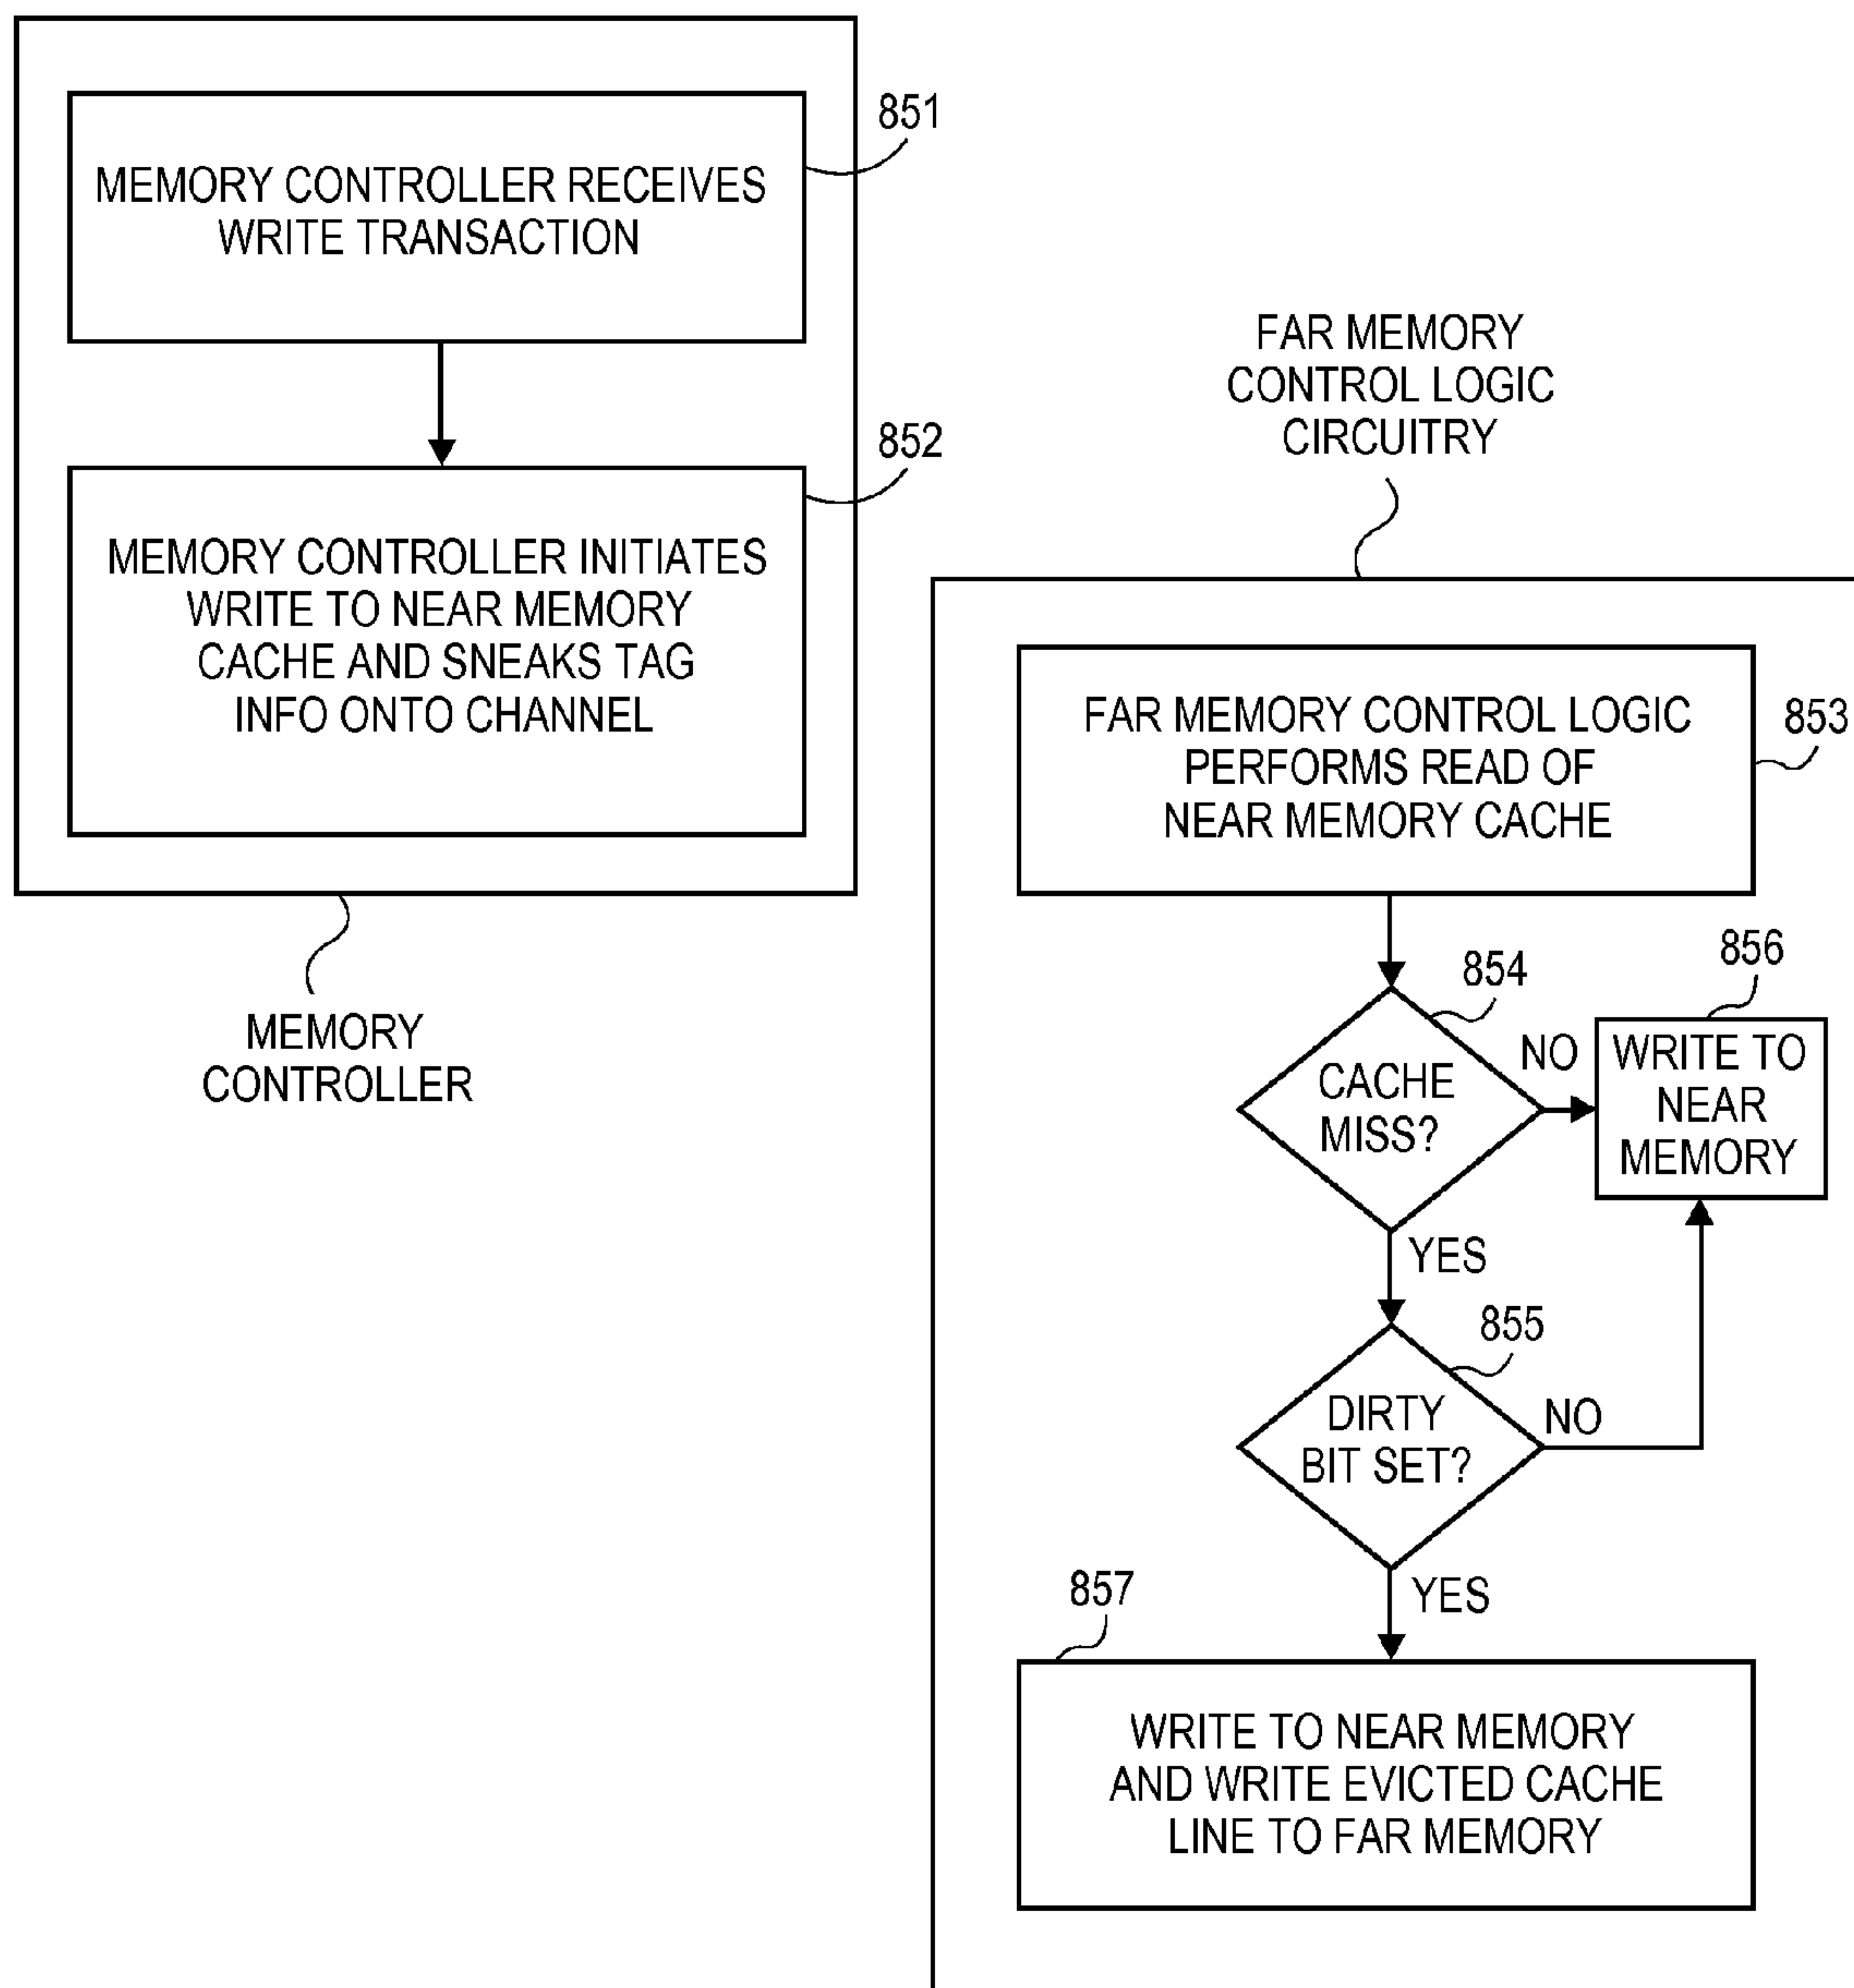 851
MEMORY CONTROLLER RECEIVES
WRITE TRANSACTION
852
MEMORY CONTROLLER INITIATES
WRITE TO NEAR MEMORY
CACHE AND SNEAKS TAG
INFO ONTO CHANNEL
MEMORY
CONTROLLER
FAR MEMORY
CONTROL LOGIC
CIRCUITRY
FAR MEMORY CONTROL LOGIC
PERFORMS READ OF
NEAR MEMORY CACHE
853
854
CACHE
MISS?
NO
856
WRITE TO
NEAR
MEMORY
YES
855
DIRTY
BIT SET?
NO
YES
857
WRITE TO NEAR MEMORY
AND WRITE EVICTED CACHE
LINE TO FAR MEMORY